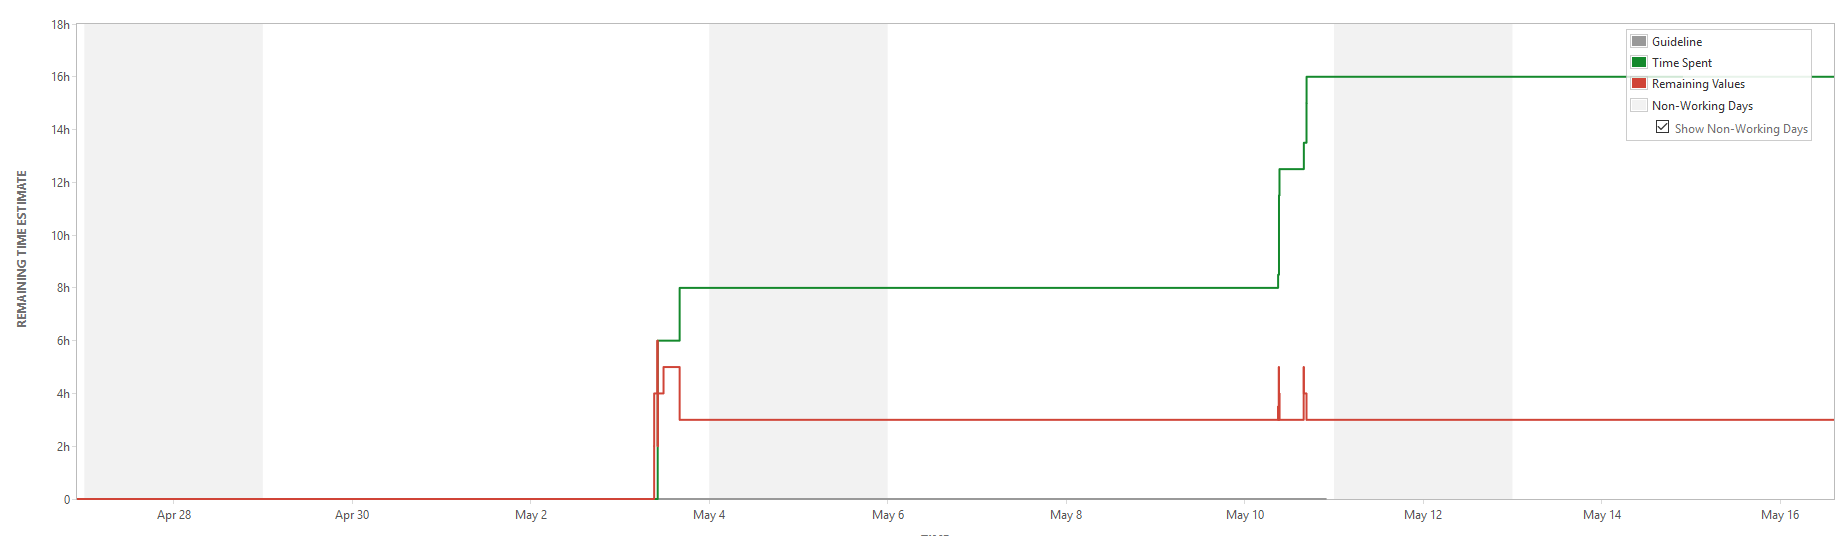 18h
16h
14h
12h
10h
8h
6h
4h
2h
0
REMAINING TIME ESTIMATE
Guideline
Time Spent
Remaining Values
Non-Working Days
Show Non-Working Days
Apr 28
Apr 30
May 2
May 4
May 6
May 8
May 10
May 12
May 14
May 16